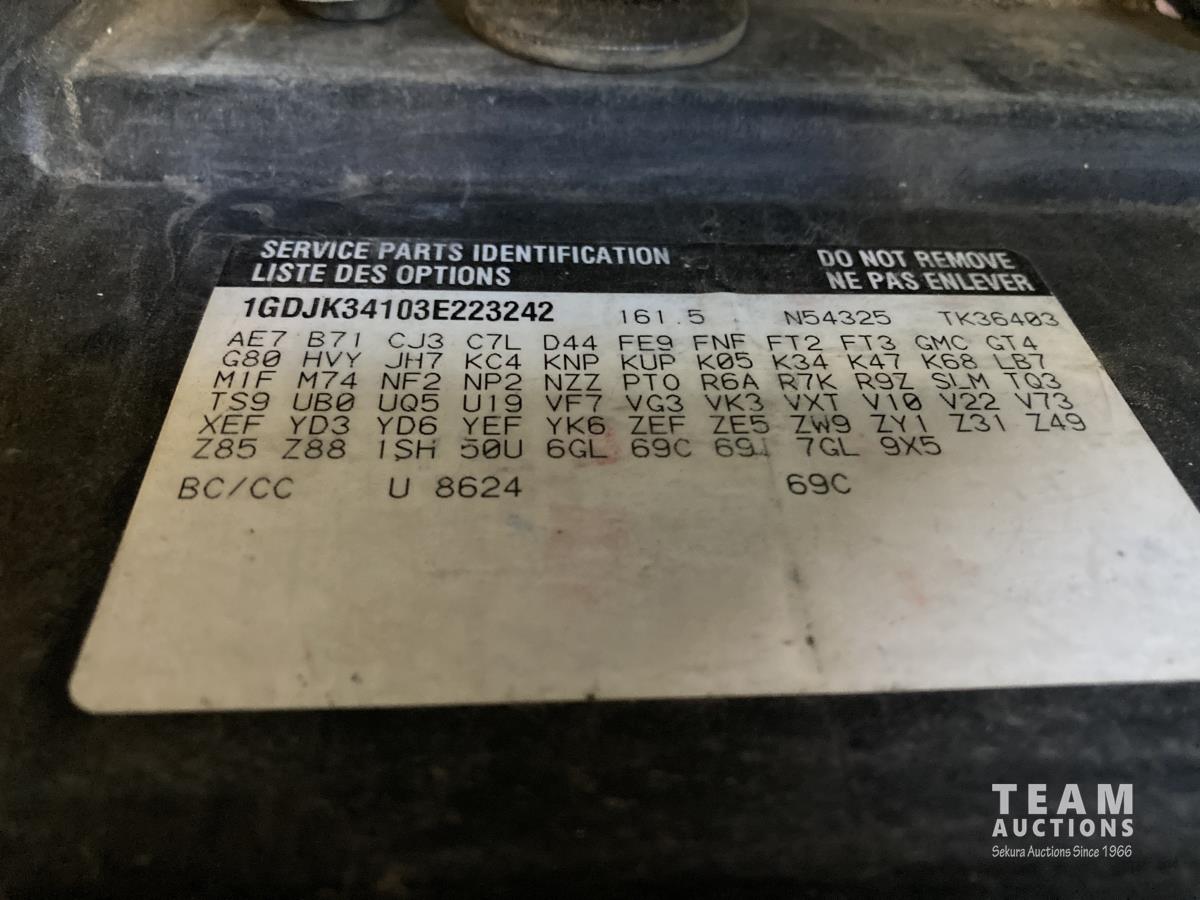 SERVICE PARTS IDENTIFICATION DO NOT REMOVE
LISTE DES OPTIONS NE PAS ENLEVER
1GDJK34103E223242 161.5 N54325 TK36403
AE7 B71 CJ3 C7L D44 FE9 FNF FT2 FT3 GMC GT4
G80 HVY JH7 KC4 KNP KUP K05 K34 K47 K68 LB7
M1F M74 NF2 NP2 NZZ PTO R6A R7K R9Z SLM TQ3
TS9 UB0 UQ5 U19 VF7 VG3 VK3 VXT V10 V22 V73
XEF YD3 YD6 YEF YK6 ZEF ZE5 ZW9 ZY1 Z31 Z49
Z85 Z88 1SH 50U 6GL 69C 7GL 9X5
BC/CC U 8624 69C
TEAM
AUCTIONS
Sekura Auctions Since 1966